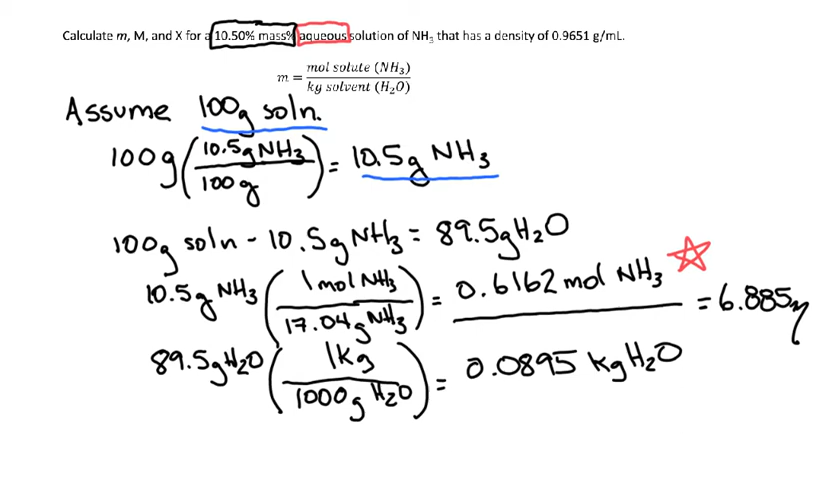 Calculate m, M, and X for a 10.50% mass% aqueous solution of NH₃ that has a density of 0.9651 g/mL.
m = mol solute (NH₃) / kg solvent (H₂O)
Assume 100g soln.
100g (10.5g NH₃ / 100g) = 10.5g NH₃
100g soln - 10.5g NH₃ = 89.5g H₂O
10.5g NH₃ (1 mol NH₃ / 17.04g NH₃) = 0.6162 mol NH₃ = 6.885m
89.5g H₂O (1kg / 1000g H₂O) = 0.0895 kg H₂O